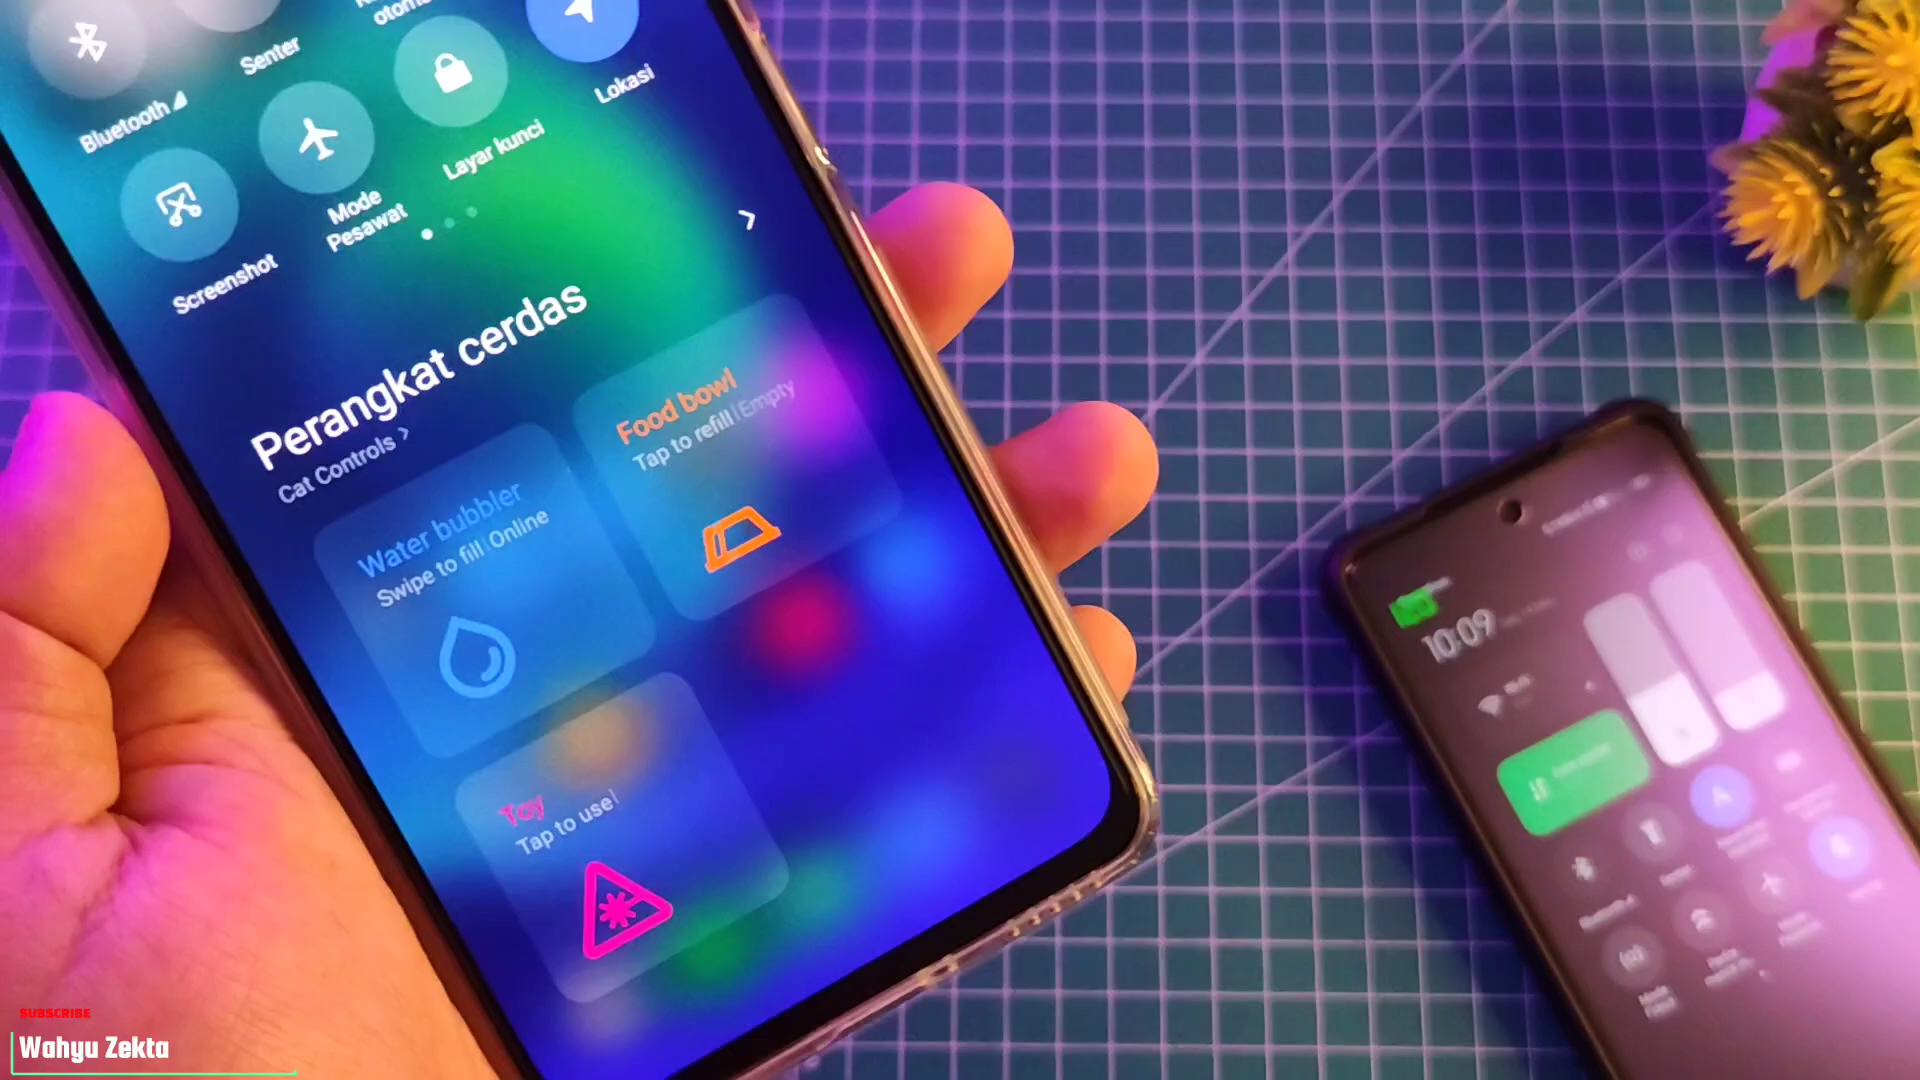 Bluetooth
Senter
Lokasi
Layar kunci
Mode
Pesawat
Screenshot
Perangkat cerdas
Cat Controls
Water bubbler
Swipe to fill Online
Food bowl
Tap to refill Empty
Toy
Tap to use
10:09
SUBSCRIBE
Wahyu Zekta